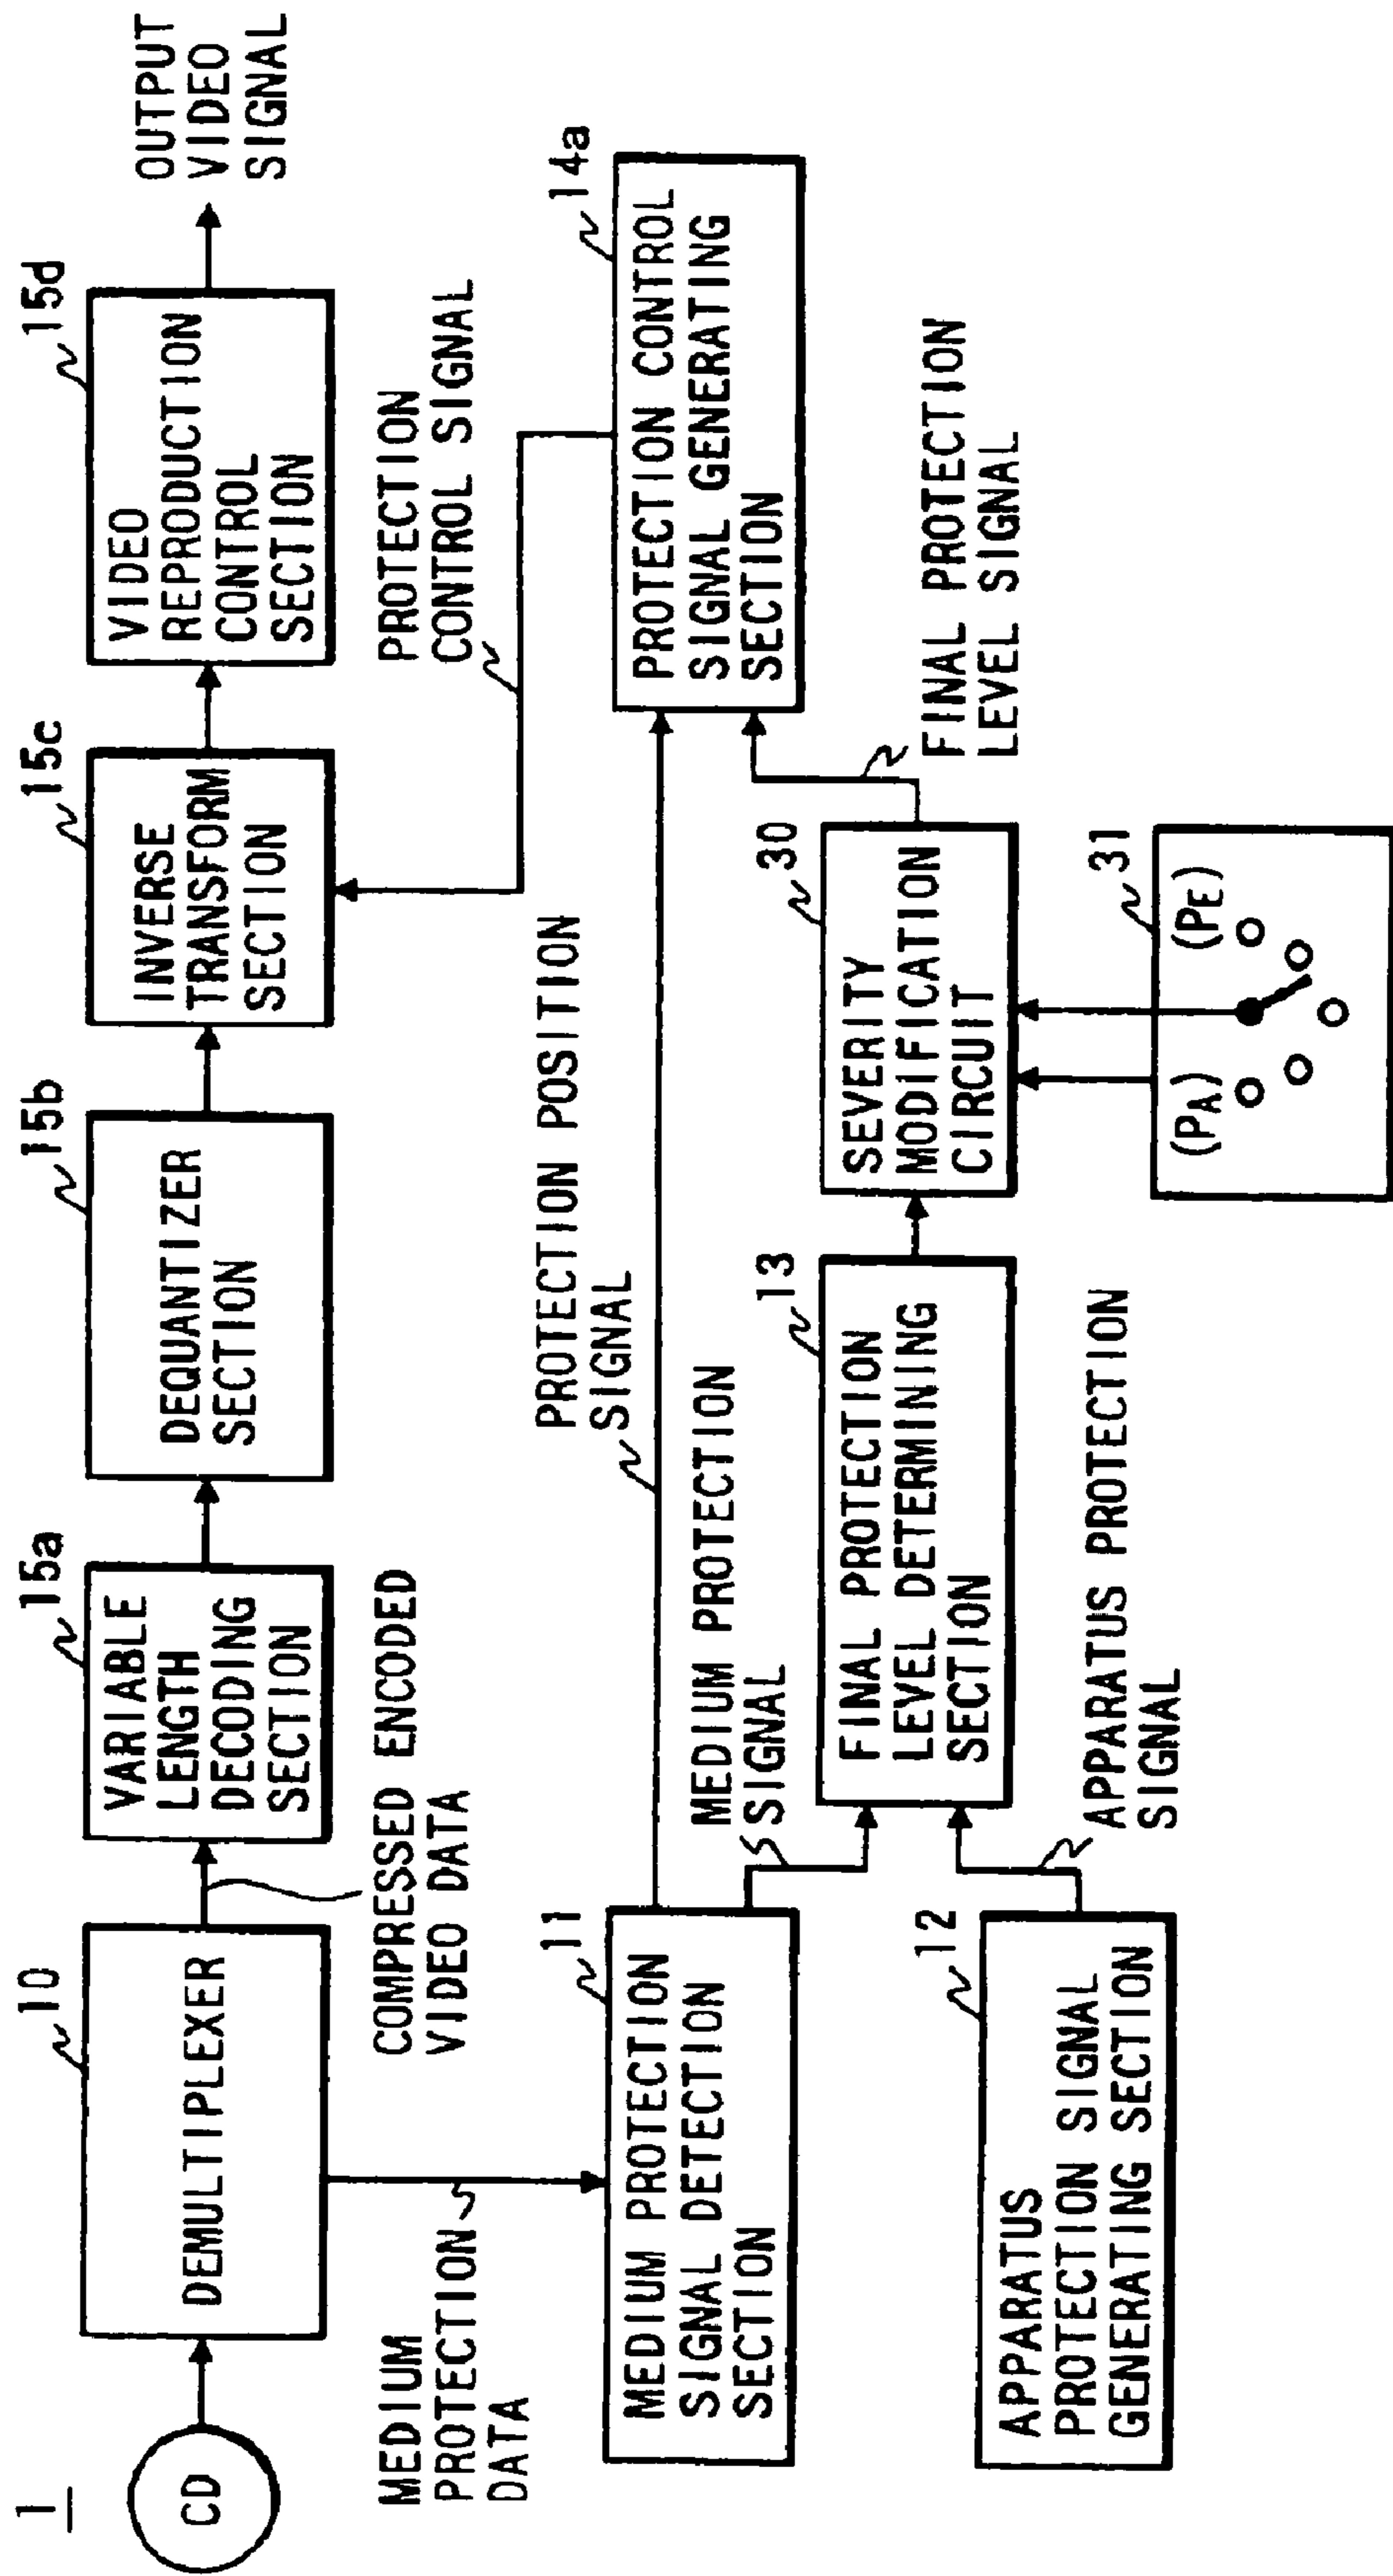 1
CD
10
DEMULTIPLEXER
15a
VARIABLE
LENGTH
DECODING
SECTION
15b
DEQUANTIZER
SECTION
15c
INVERSE
TRANSFORM
SECTION
15d
VIDEO
REPRODUCTION
CONTROL
SECTION
OUTPUT
VIDEO
SIGNAL
COMPRESSED ENCODED
VIDEO DATA
MEDIUM
PROTECTION
DATA
PROTECTION
CONTROL SIGNAL
11
MEDIUM PROTECTION
SIGNAL DETECTION
SECTION
PROTECTION POSITION
SIGNAL
14a
PROTECTION CONTROL
SIGNAL GENERATING
SECTION
MEDIUM PROTECTION
SIGNAL
13
FINAL PROTECTION
LEVEL DETERMINING
SECTION
30
SEVERITY
MODIFICATION
CIRCUIT
FINAL PROTECTION
LEVEL SIGNAL
12
APPARATUS
PROTECTION SIGNAL
GENERATING SECTION
APPARATUS PROTECTION
SIGNAL
31
(PA)
(PE)